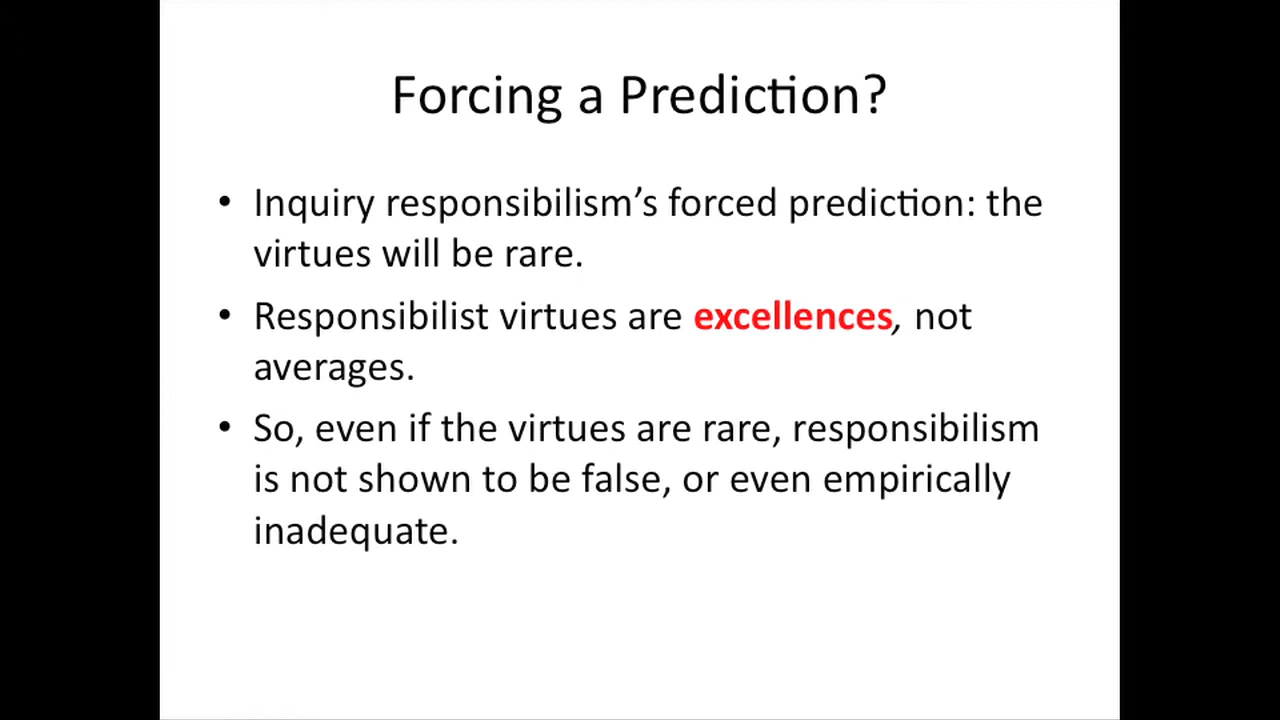 Forcing a Prediction?
• Inquiry responsibilism’s forced prediction: the
virtues will be rare.
• Responsibilist virtues are excellences, not
averages.
• So, even if the virtues are rare, responsibilism
is not shown to be false, or even empirically
inadequate.